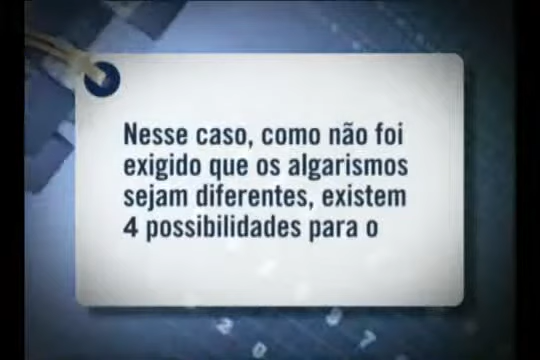 Nesse caso, como não foi
exigido que os algarismos
sejam diferentes, existem
4 possibilidades para o